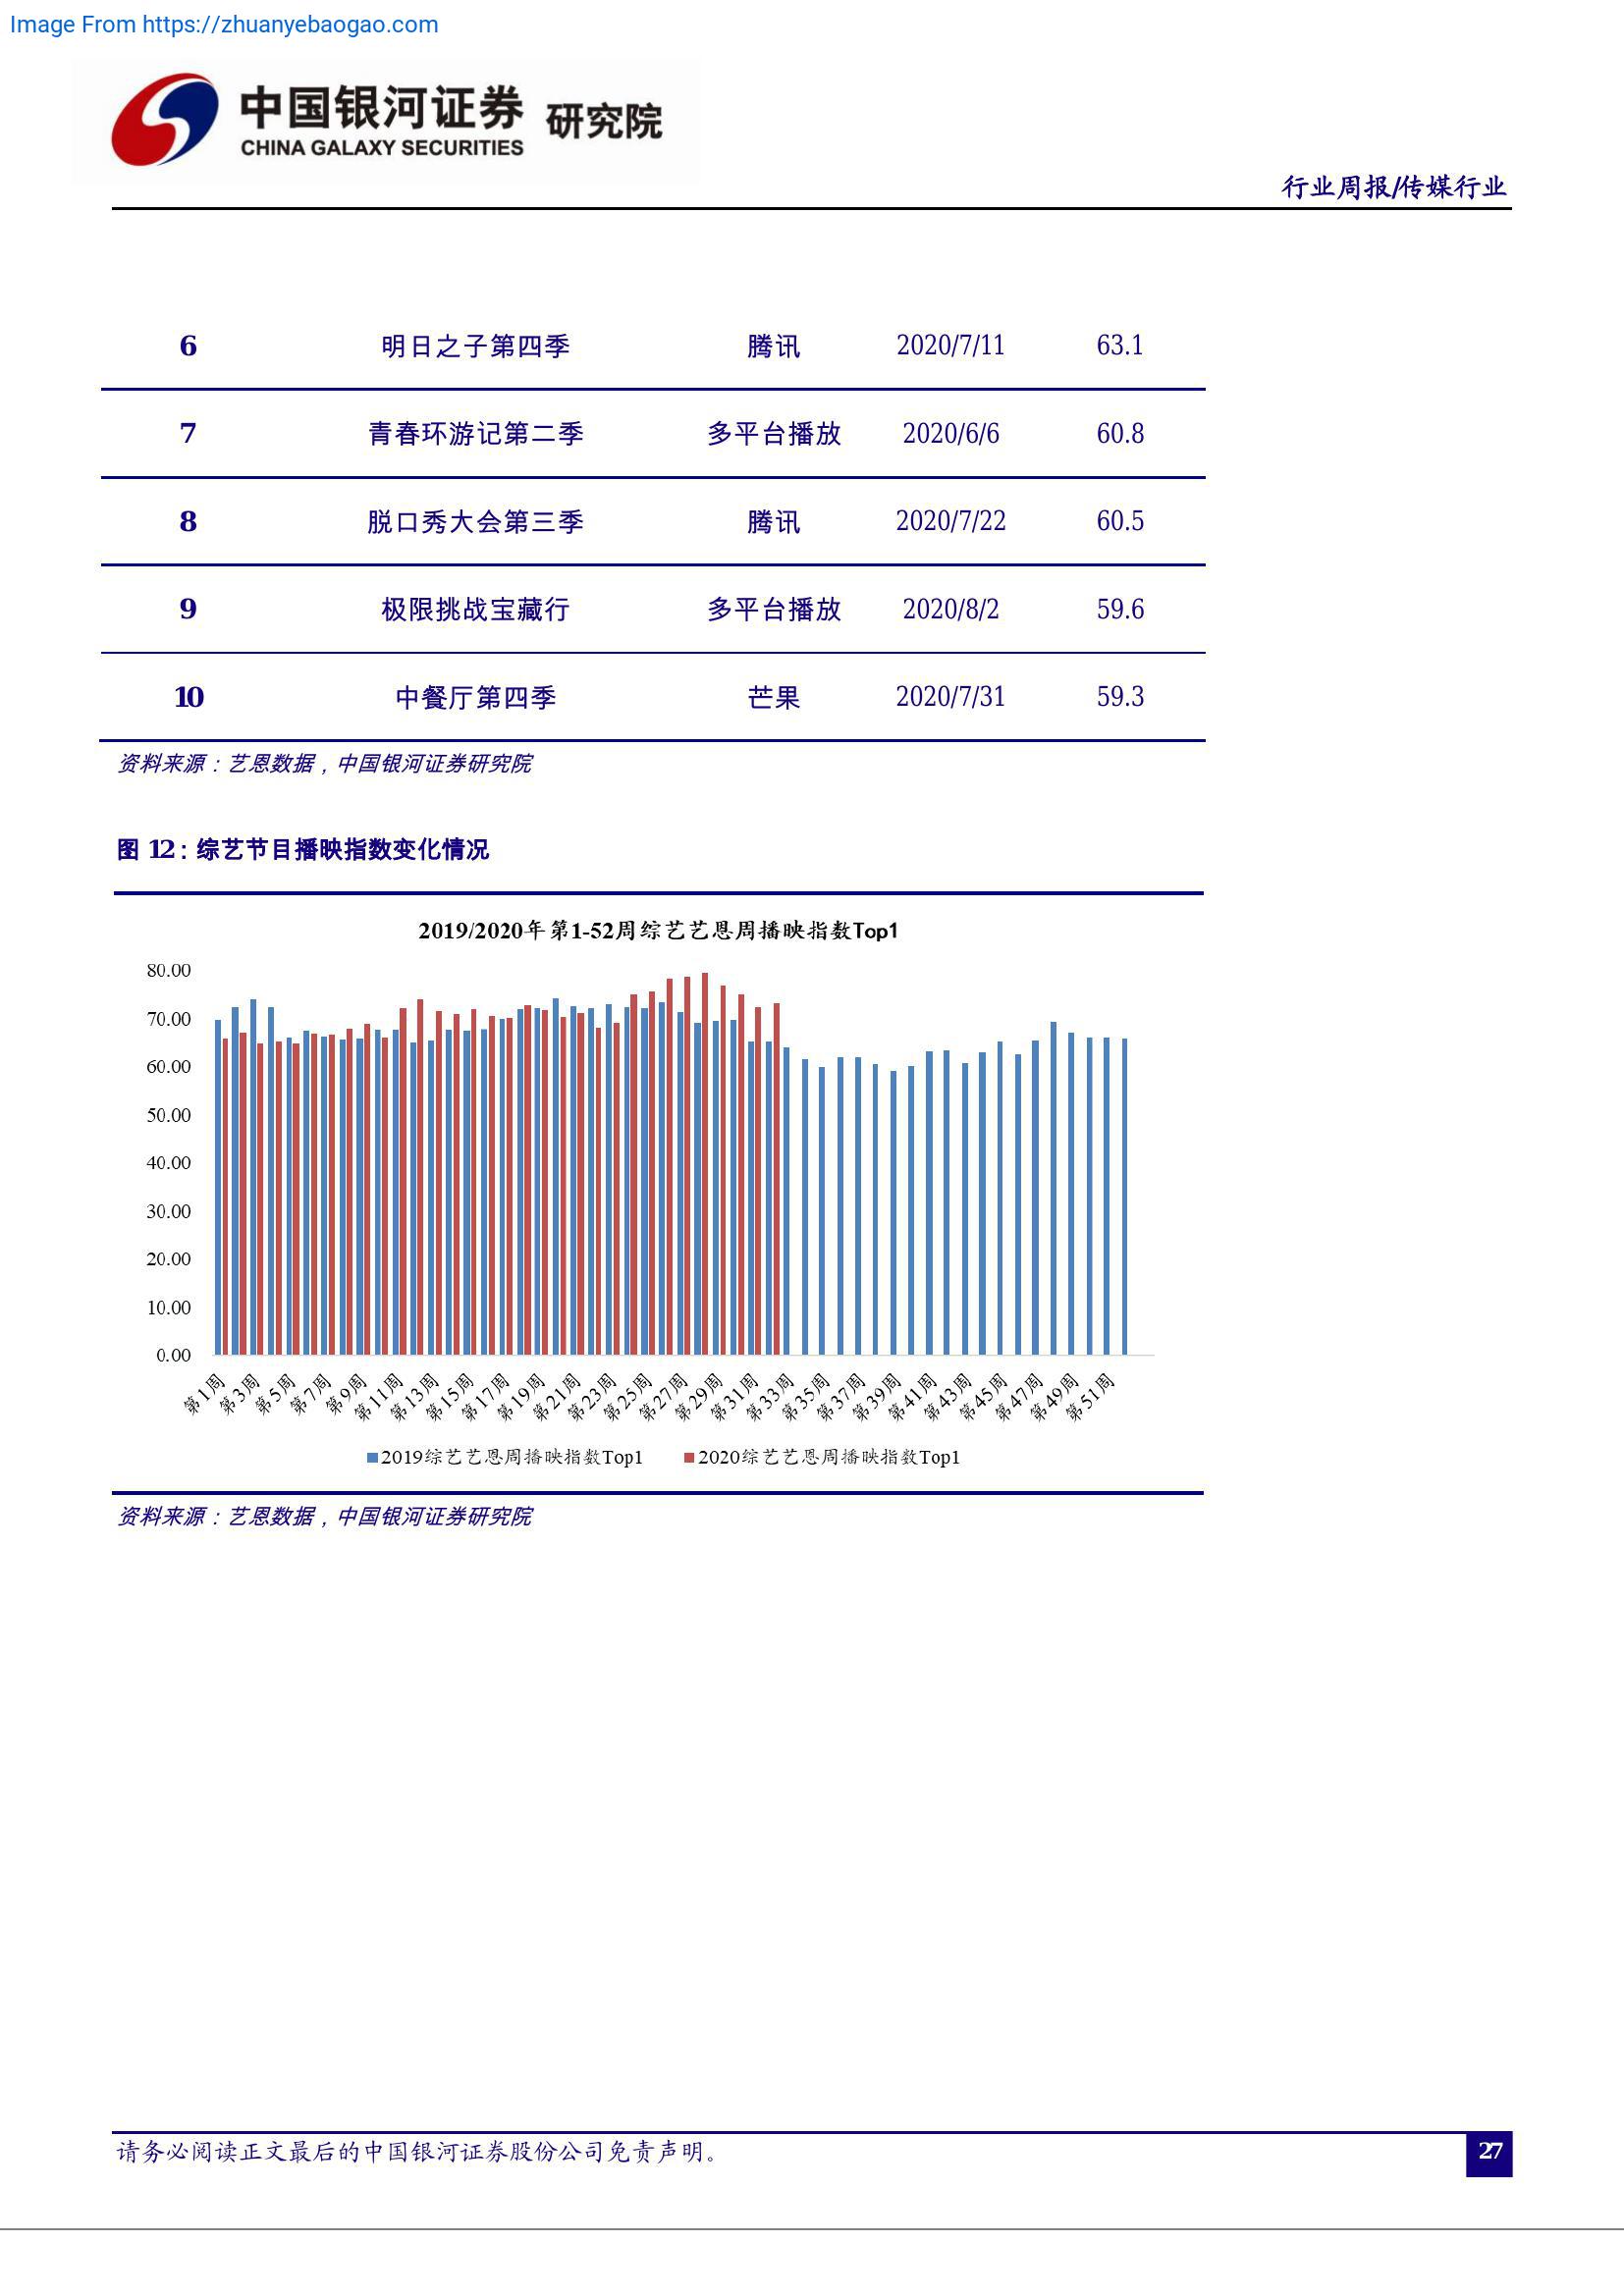 Image From https://zhuanyebaogao.com
中国银河证券 研究院
CHINA GALAXY SECURITIES
行业周报/传媒行业
6 明日之子第四季 腾讯 2020/7/11 63.1
7 青春环游记第二季 多平台播放 2020/6/6 60.8
8 脱口秀大会第三季 腾讯 2020/7/22 60.5
9 极限挑战宝藏行 多平台播放 2020/8/2 59.6
10 中餐厅第四季 芒果 2020/7/31 59.3
资料来源：艺恩数据，中国银河证券研究院
图 12：综艺节目播映指数变化情况
2019/2020年第1-52周综艺艺恩周播映指数Top1
80.00
70.00
60.00
50.00
40.00
30.00
20.00
10.00
0.00
第1周 第3周 第5周 第7周 第9周 第11周 第13周 第15周 第17周 第19周 第21周 第23周 第25周 第27周 第29周 第31周 第33周 第35周 第37周 第39周 第41周 第43周 第45周 第47周 第49周 第51周
2019综艺艺恩周播映指数Top1 2020综艺艺恩周播映指数Top1
资料来源：艺恩数据，中国银河证券研究院
请务必阅读正文最后的中国银河证券股份公司免责声明。
27